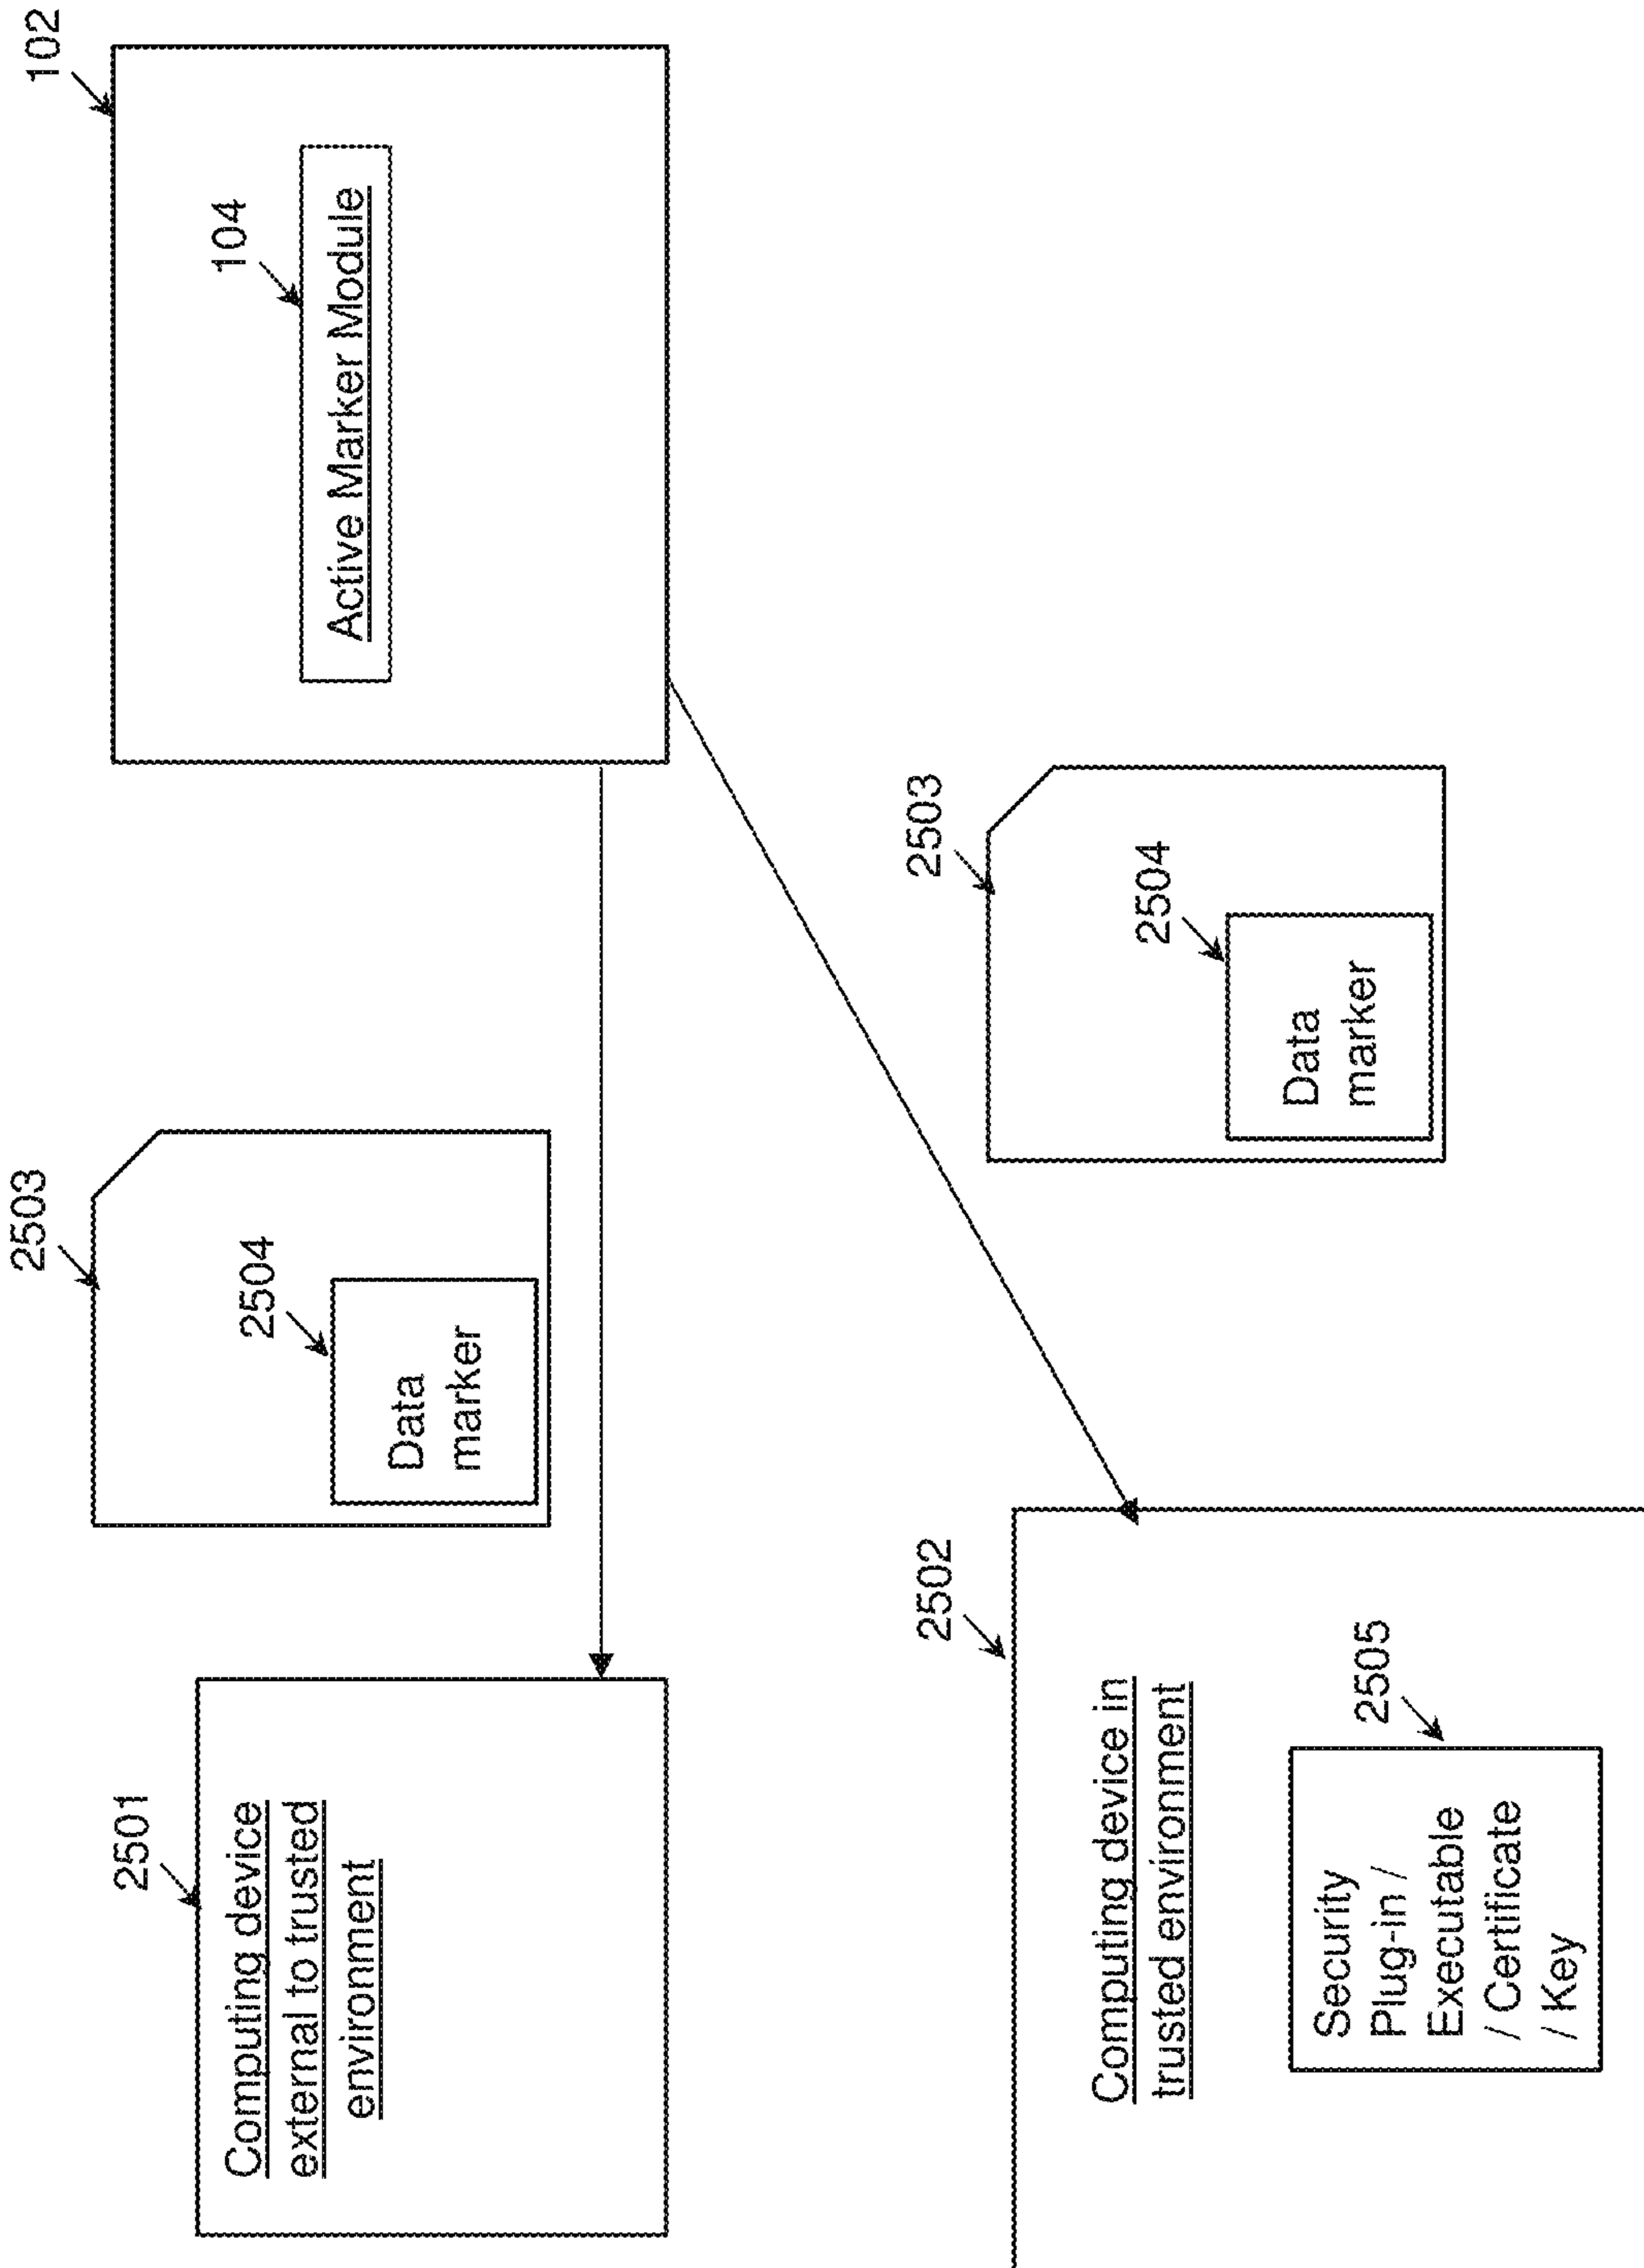 2501
Computing device
external to trusted
environment
2503
2504
Data
marker
102
104
Active Marker Module
2502
Computing device in
trusted environment
2505
Security
Plug-in /
Executable
/ Certificate
/ Key
2503
2504
Data
marker